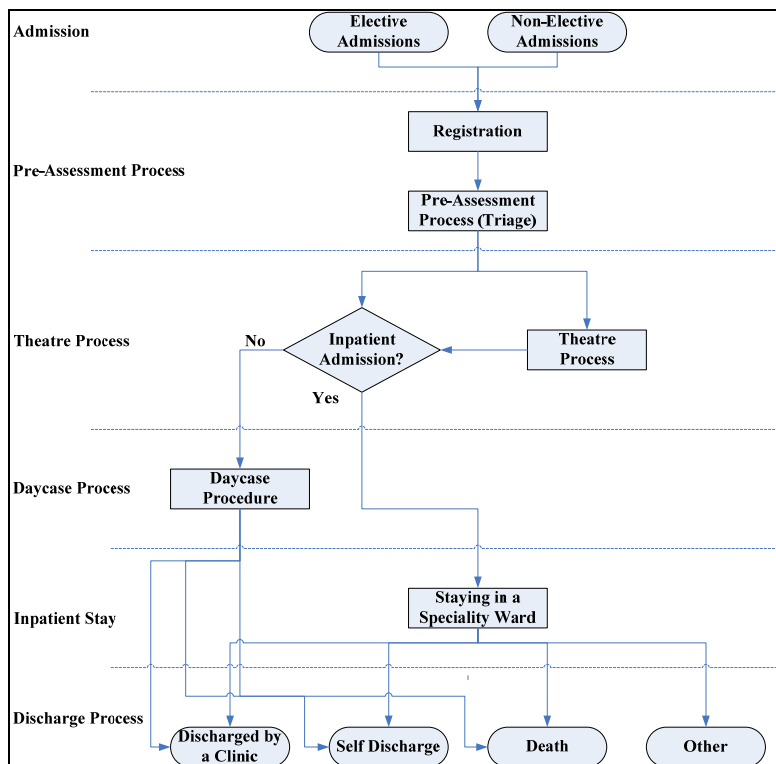 Admission
Elective
Admissions
Non-Elective
Admissions
Registration
Pre-Assessment Process
Pre-Assessment
Process (Triage)
Theatre Process
No
Inpatient
Admission?
Theatre
Process
Yes
Daycase Process
Daycase
Procedure
Inpatient Stay
Staying in a
Speciality Ward
Discharge Process
Discharged by
a Clinic
Self Discharge
Death
Other